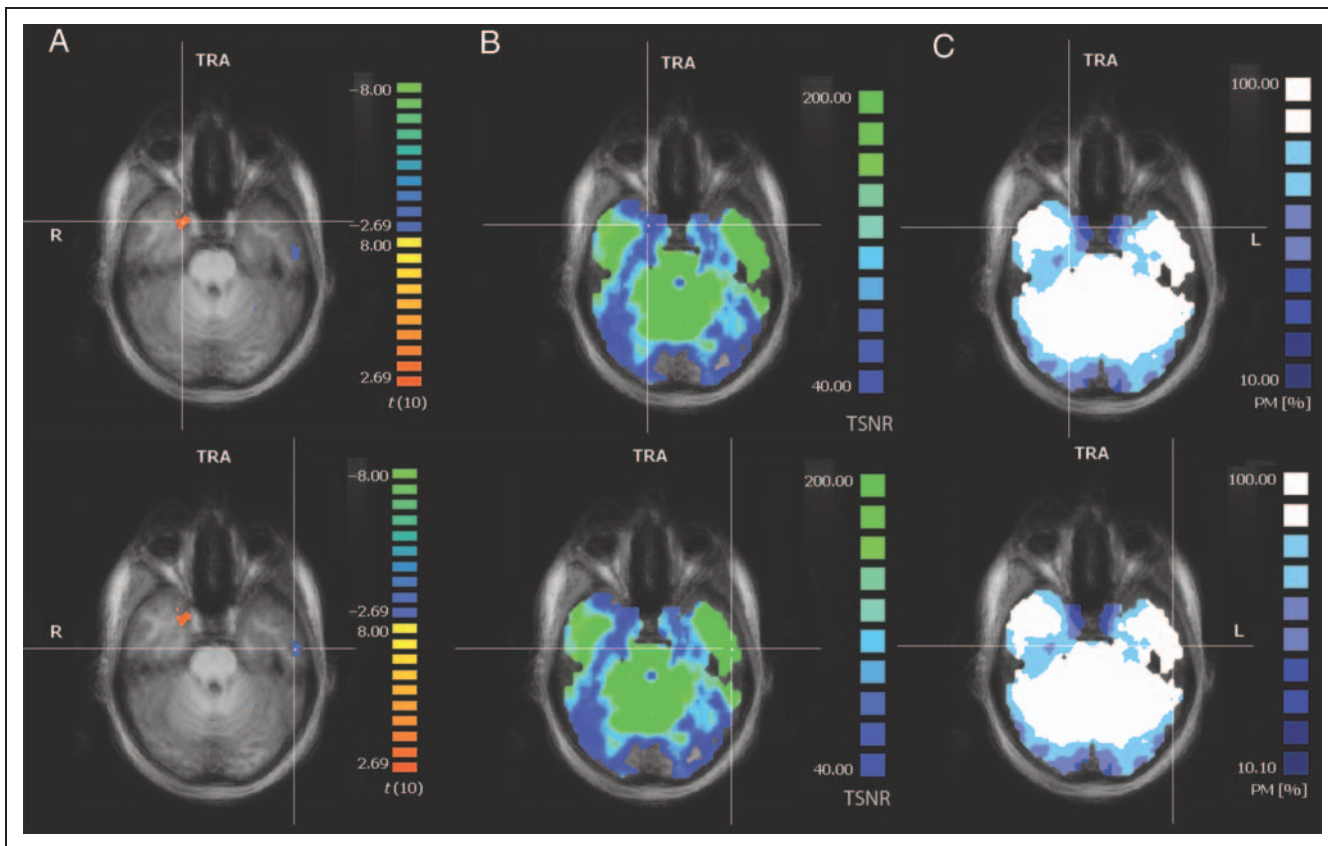 A
TRA
−8.00
−2.69
8.00
2.69
t(10)
R
B
TRA
200.00
40.00
TSNR
C
TRA
100.00
10.00
PM [%]
L
TRA
−8.00
−2.69
8.00
2.69
t(10)
R
TRA
200.00
40.00
TSNR
TRA
100.00
10.10
PM [%]
L